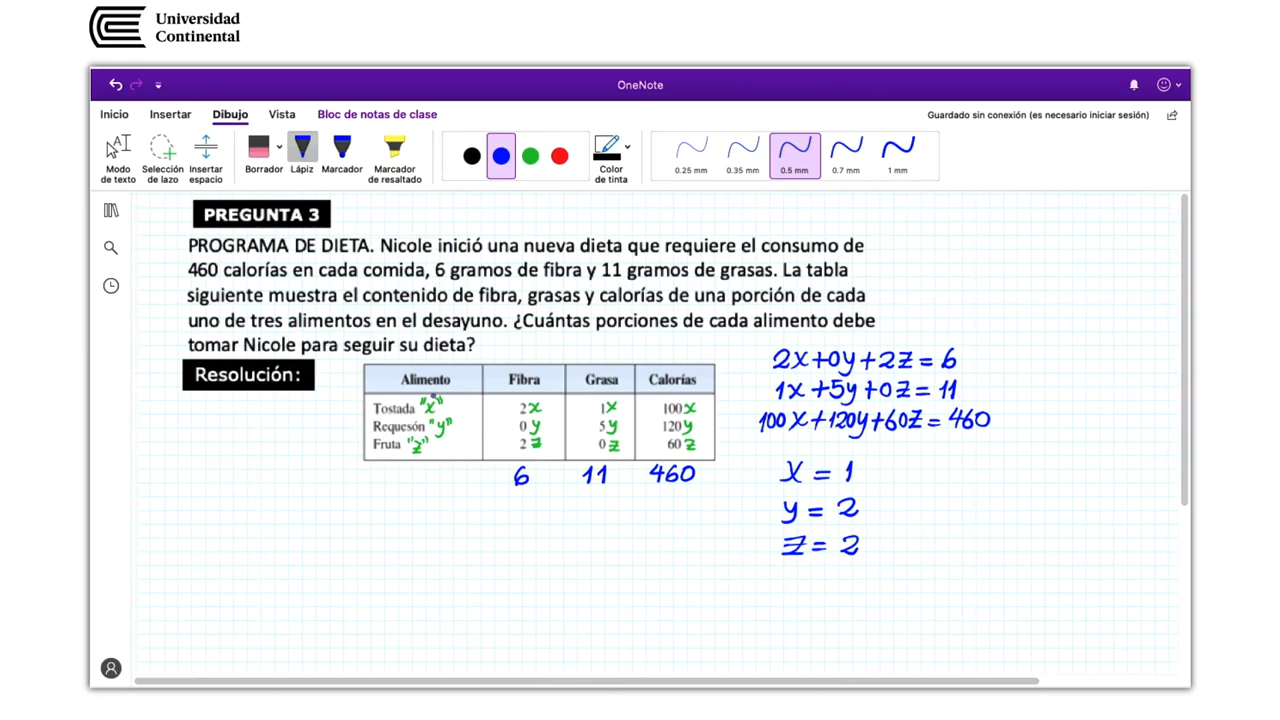 Universidad
Continental
OneNote
Inicio Insertar Dibujo Vista Bloc de notas de clase Guardado sin conexión (es necesario iniciar sesión)
Modo de texto Selección de lazo Insertar espacio Borrador Lápiz Marcador Marcador de resaltado Color de tinta 0.25 mm 0.35 mm 0.5 mm 0.7 mm 1 mm
PREGUNTA 3
PROGRAMA DE DIETA. Nicole inició una nueva dieta que requiere el consumo de
460 calorías en cada comida, 6 gramos de fibra y 11 gramos de grasas. La tabla
siguiente muestra el contenido de fibra, grasas y calorías de una porción de cada
uno de tres alimentos en el desayuno. ¿Cuántas porciones de cada alimento debe
tomar Nicole para seguir su dieta?
Resolución:
Alimento Fibra Grasa Calorías
Tostada "x" 2x 1x 100x
Requesón "y" 0y 5y 120y
Fruta "z" 2z 0z 60z
6 11 460
2x+0y+2z=6
1x+5y+0z=11
100x+120y+60z=460
x=1
y=2
z=2